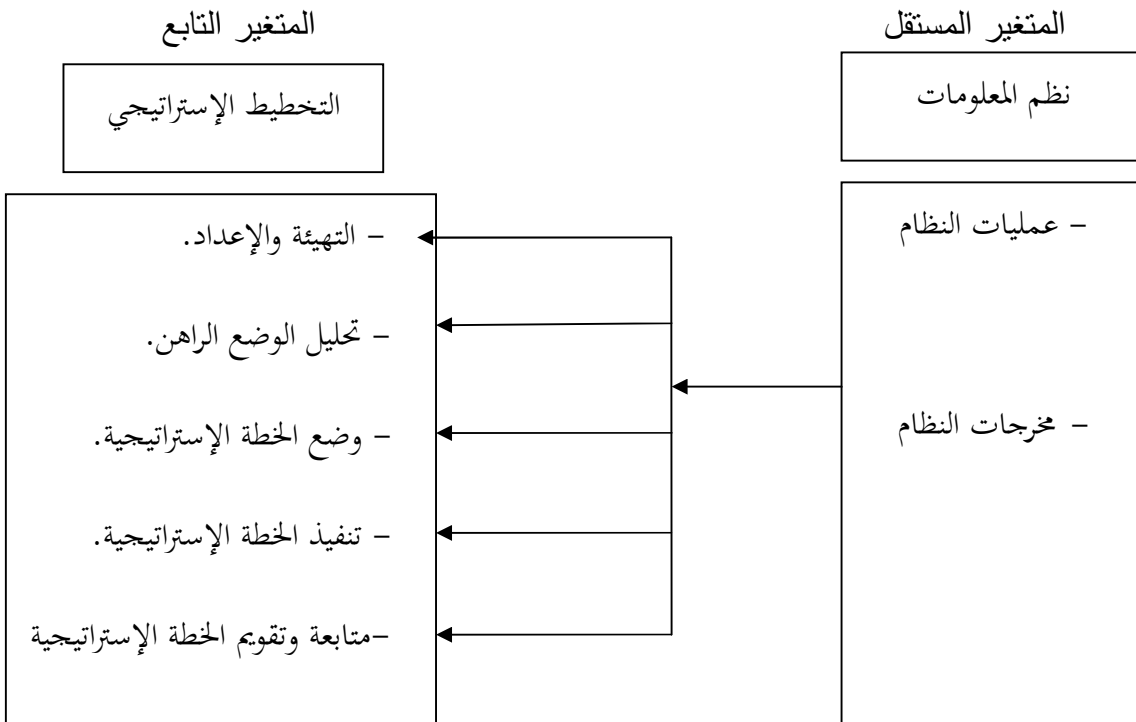 المتغير المستقل
المتغير التابع
نظم المعلومات
التخطيط الإستراتيجي
– عمليات النظام
– مخرجات النظام
– التهيئة والإعداد.
– تحليل الوضع الراهن.
– وضع الخطة الإستراتيجية.
– تنفيذ الخطة الإستراتيجية.
–متابعة وتقويم الخطة الإستراتيجية